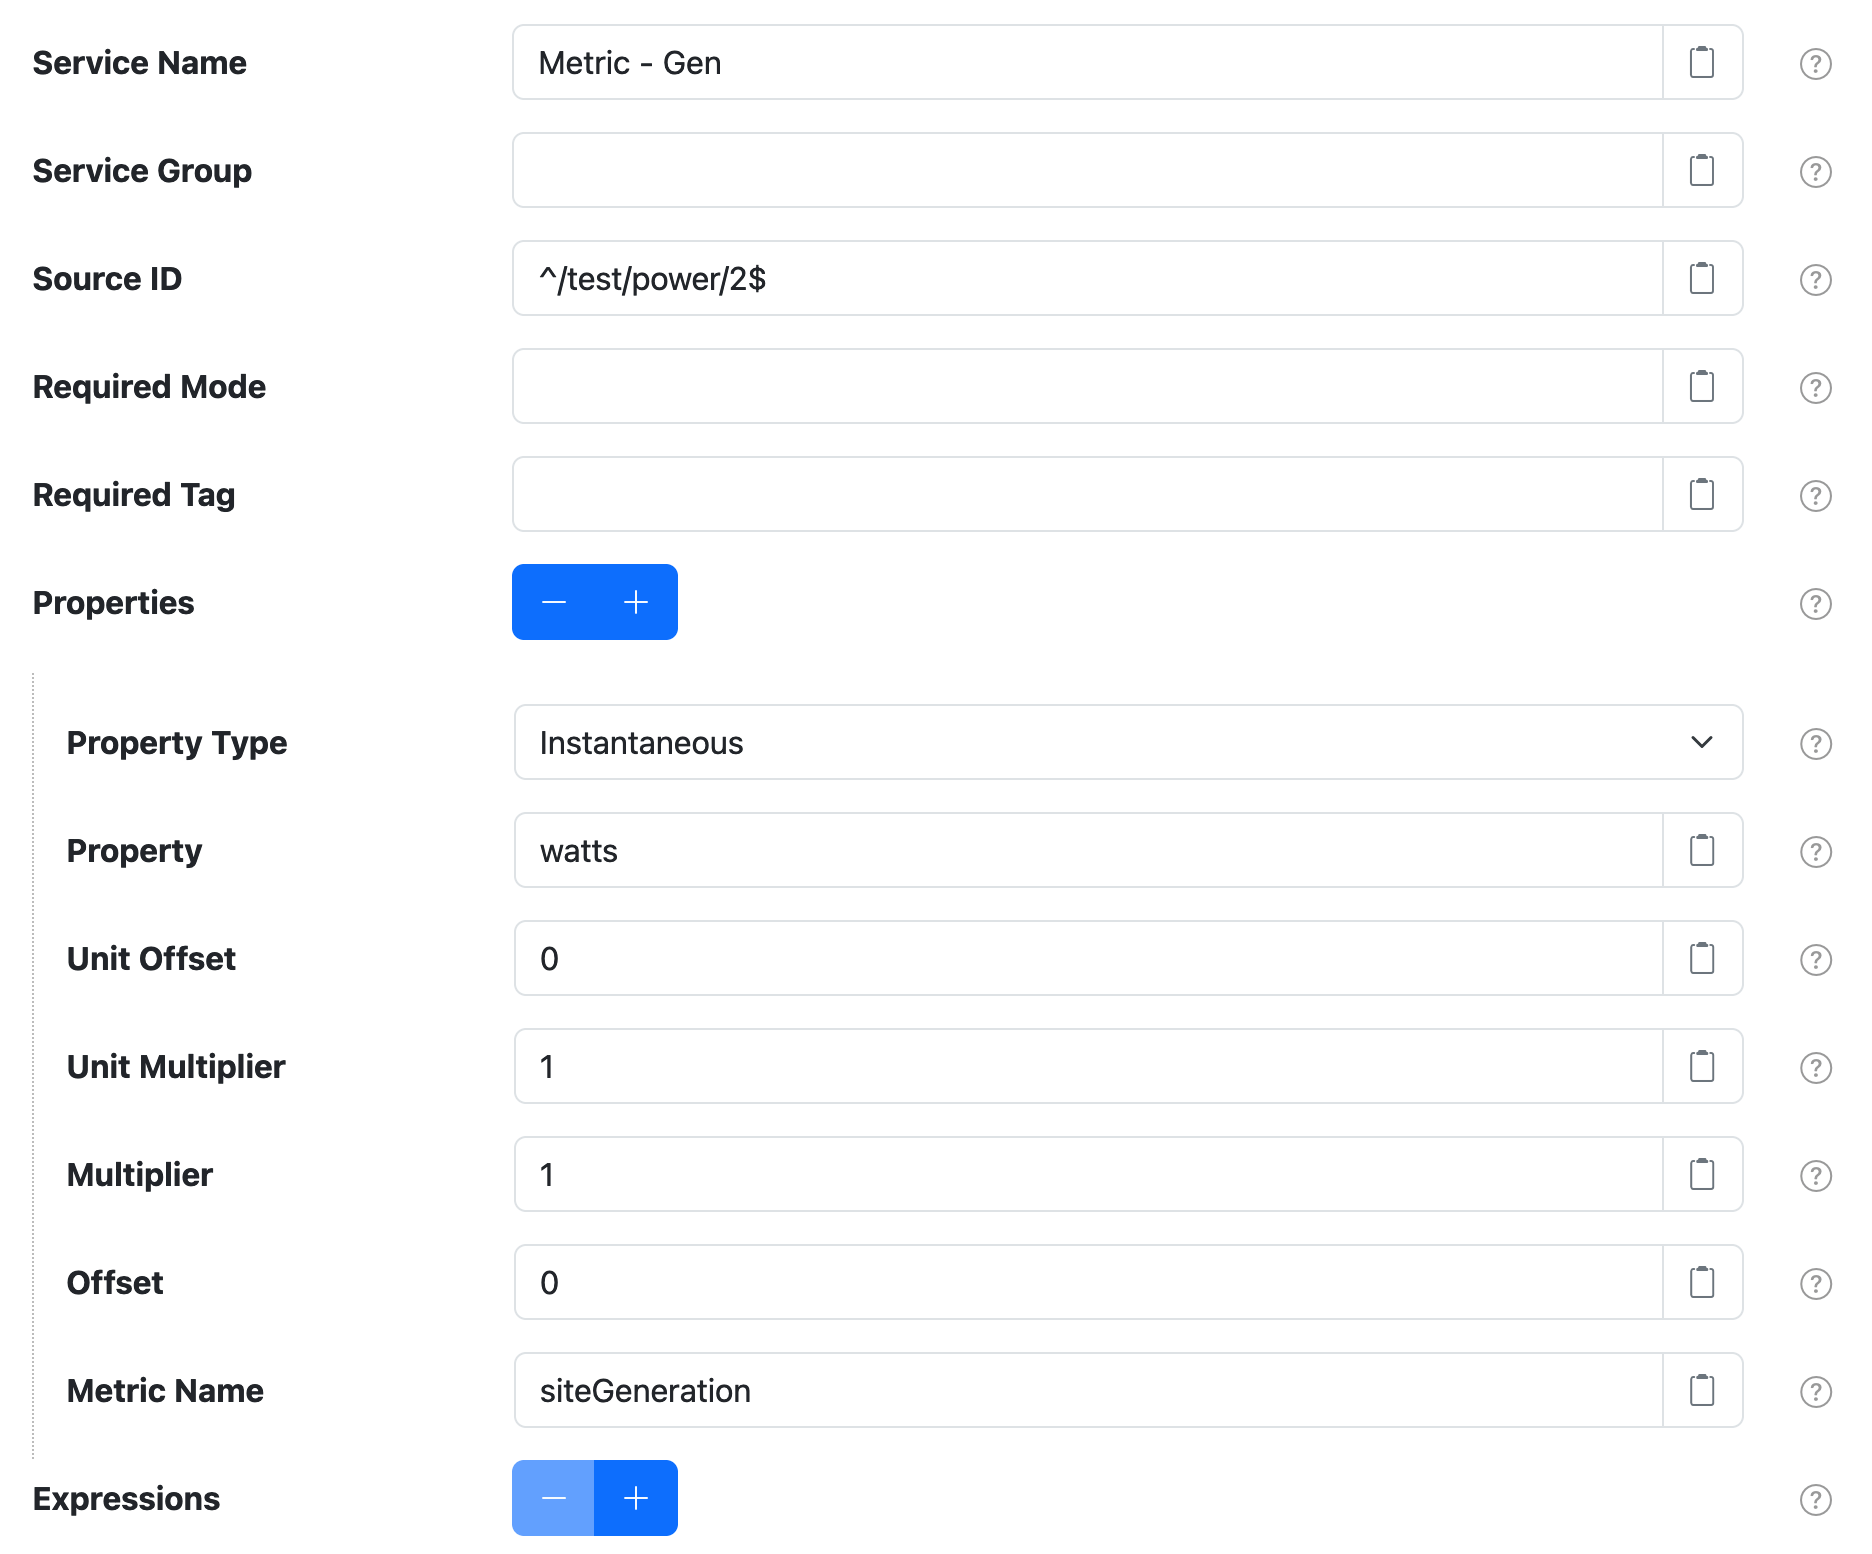 Service Name
Metric - Gen
Service Group
Source ID
^/test/power/2$
Required Mode
Required Tag
Properties
Property Type
Instantaneous
Property
watts
Unit Offset
0
Unit Multiplier
1
Multiplier
1
Offset
0
Metric Name
siteGeneration
Expressions